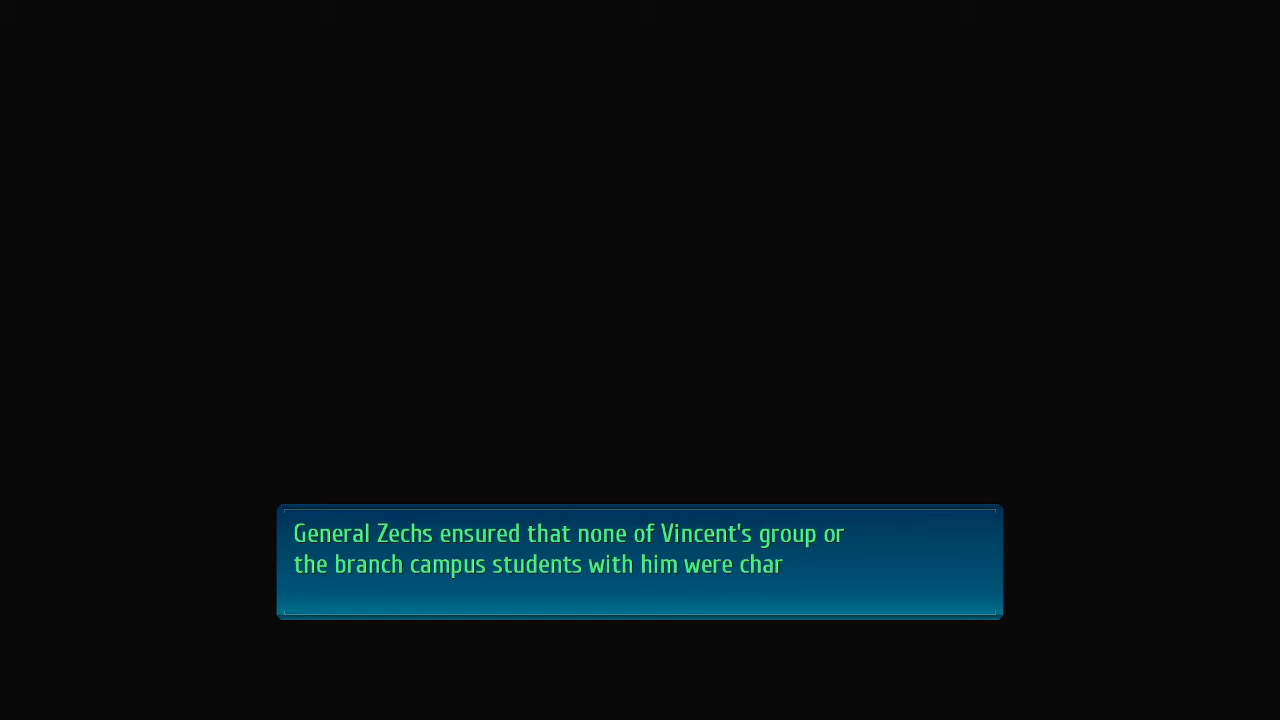 General Zechs ensured that none of Vincent's group or
the branch campus students with him were char